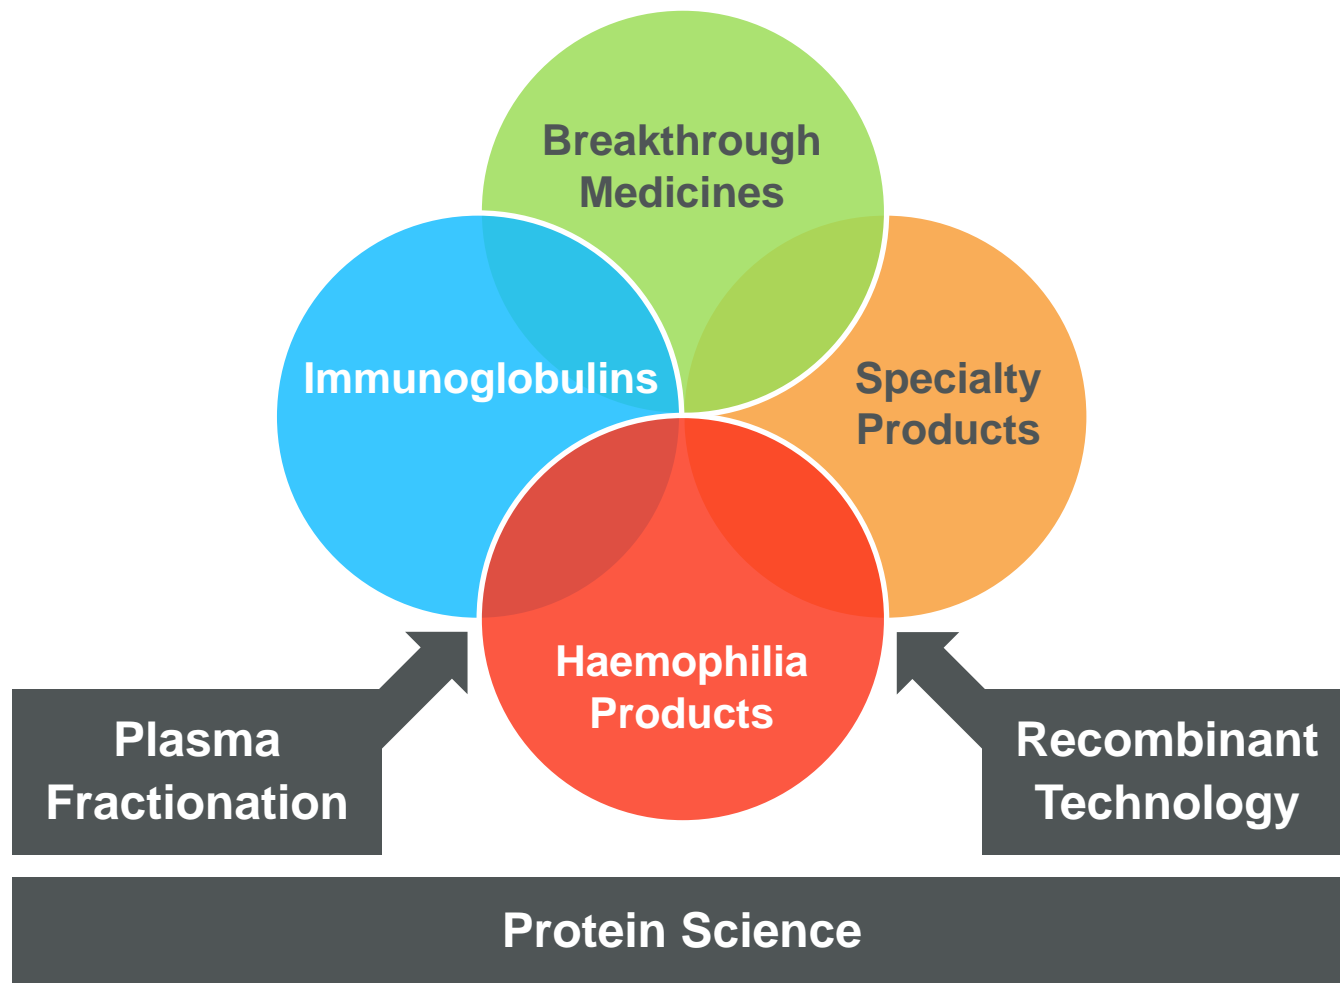 Breakthrough
Medicines
Immunoglobulins
Specialty
Products
Haemophilia
Products
Plasma
Fractionation
Recombinant
Technology
Protein Science